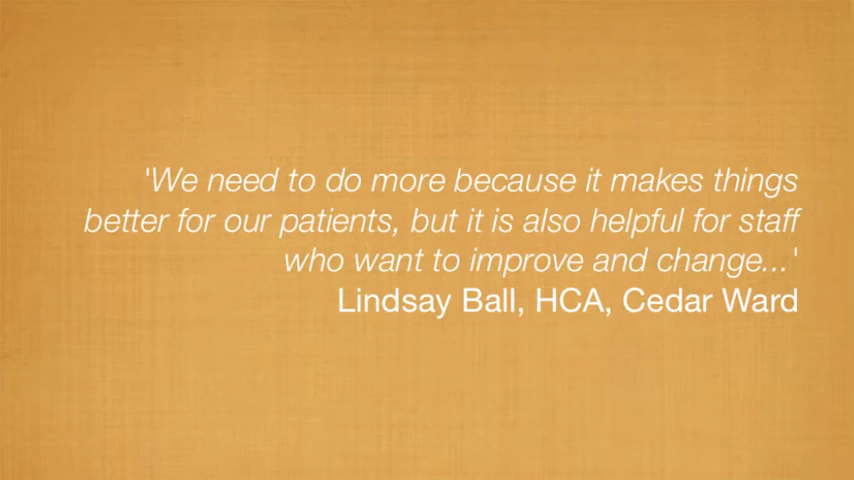 'We need to do more because it makes things
better for our patients, but it is also helpful for staff
who want to improve and change...'
Lindsay Ball, HCA, Cedar Ward